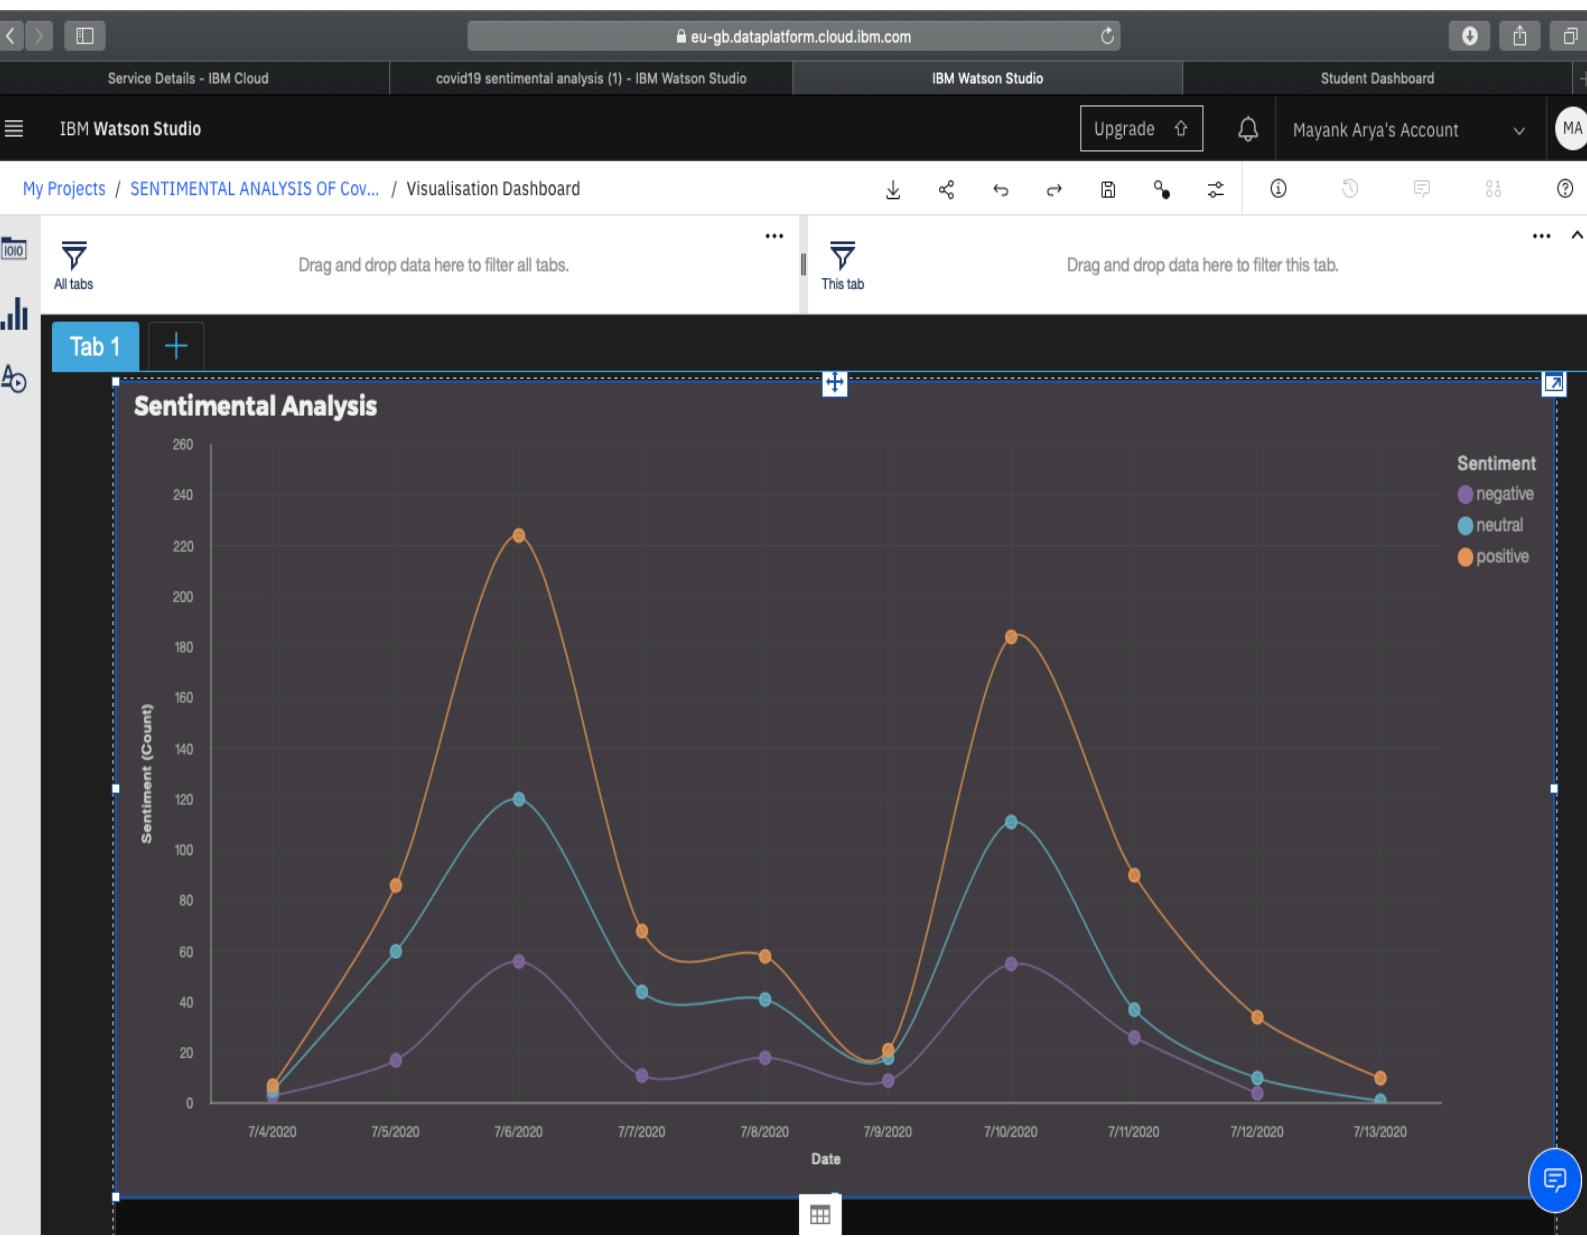 eu-gb.dataplatform.cloud.ibm.com
Service Details - IBM Cloud
covid19 sentimental analysis (1) - IBM Watson Studio
IBM Watson Studio
Student Dashboard
IBM Watson Studio
Upgrade
Mayank Arya's Account
MA
My Projects / SENTIMENTAL ANALYSIS OF Cov... / Visualisation Dashboard
All tabs
Drag and drop data here to filter all tabs.
This tab
Drag and drop data here to filter this tab.
Tab 1
Sentimental Analysis
260
240
220
200
180
160
140
120
100
80
60
40
20
0
Sentiment (Count)
7/4/2020
7/5/2020
7/6/2020
7/7/2020
7/8/2020
7/9/2020
7/10/2020
7/11/2020
7/12/2020
7/13/2020
Date
Sentiment
negative
neutral
positive